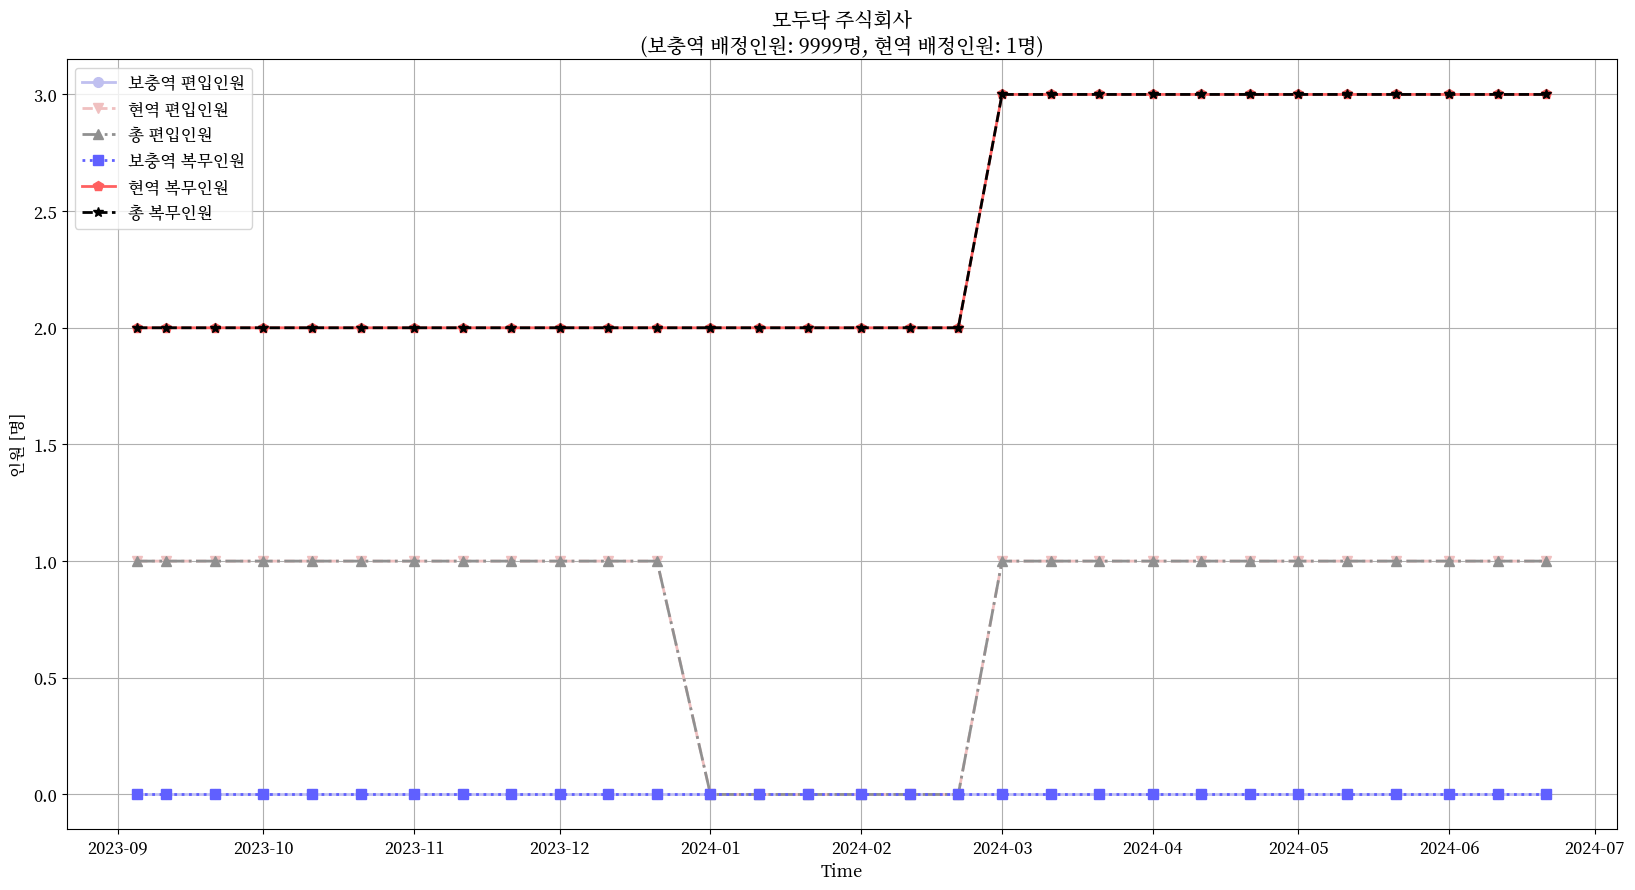 모두닥 주식회사
(보충역 배정인원: 9999명, 현역 배정인원: 1명)
보충역 편입인원
현역 편입인원
총 편입인원
보충역 복무인원
현역 복무인원
총 복무인원
인원 [명]
3.0
2.5
2.0
1.5
1.0
0.5
0.0
2023-09
2023-10
2023-11
2023-12
2024-01
2024-02
2024-03
2024-04
2024-05
2024-06
2024-07
Time